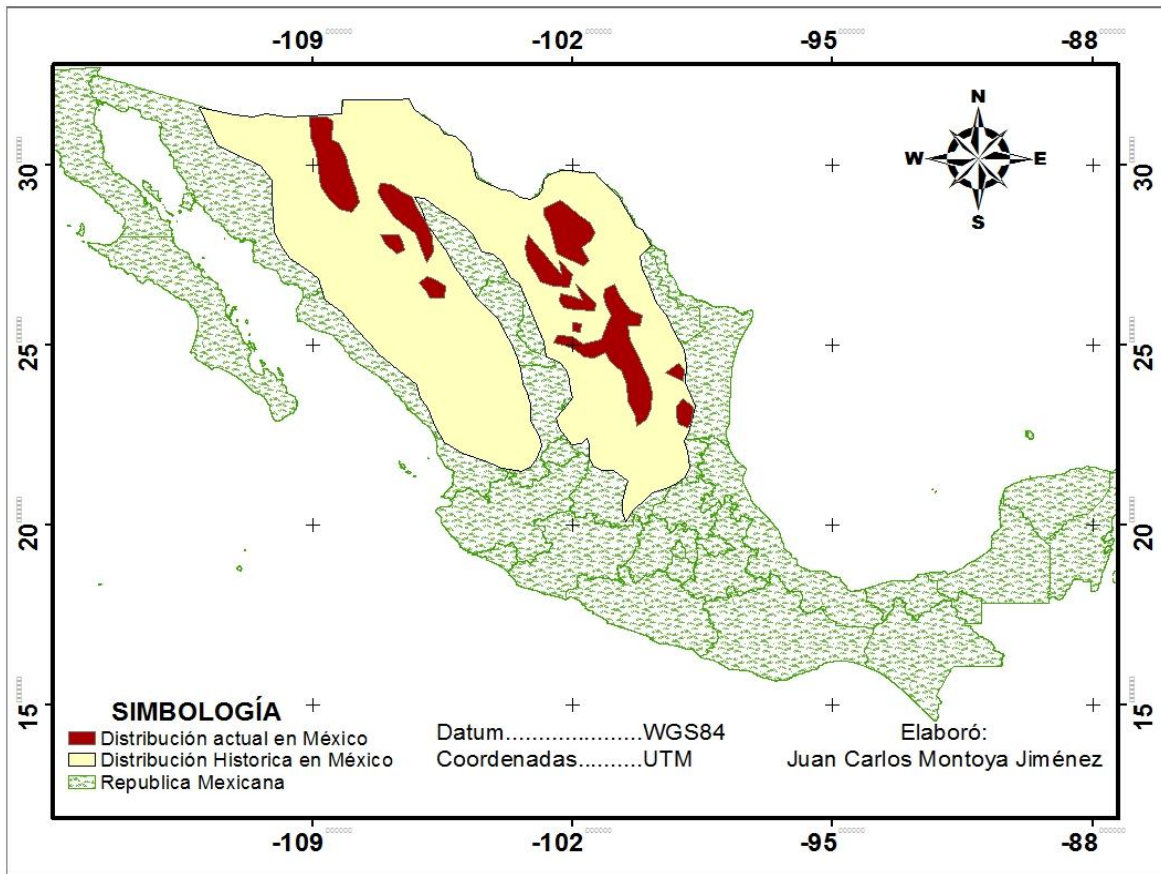 -109 -102 -95 -88
N
W E
S
30 30
25 25
20 20
15 15
SIMBOLOGÍA
Distribución actual en México
Distribución Historica en México
Republica Mexicana
Datum.....................WGS84
Coordenadas..........UTM
Elaboró:
Juan Carlos Montoya Jiménez
-109 -102 -95 -88